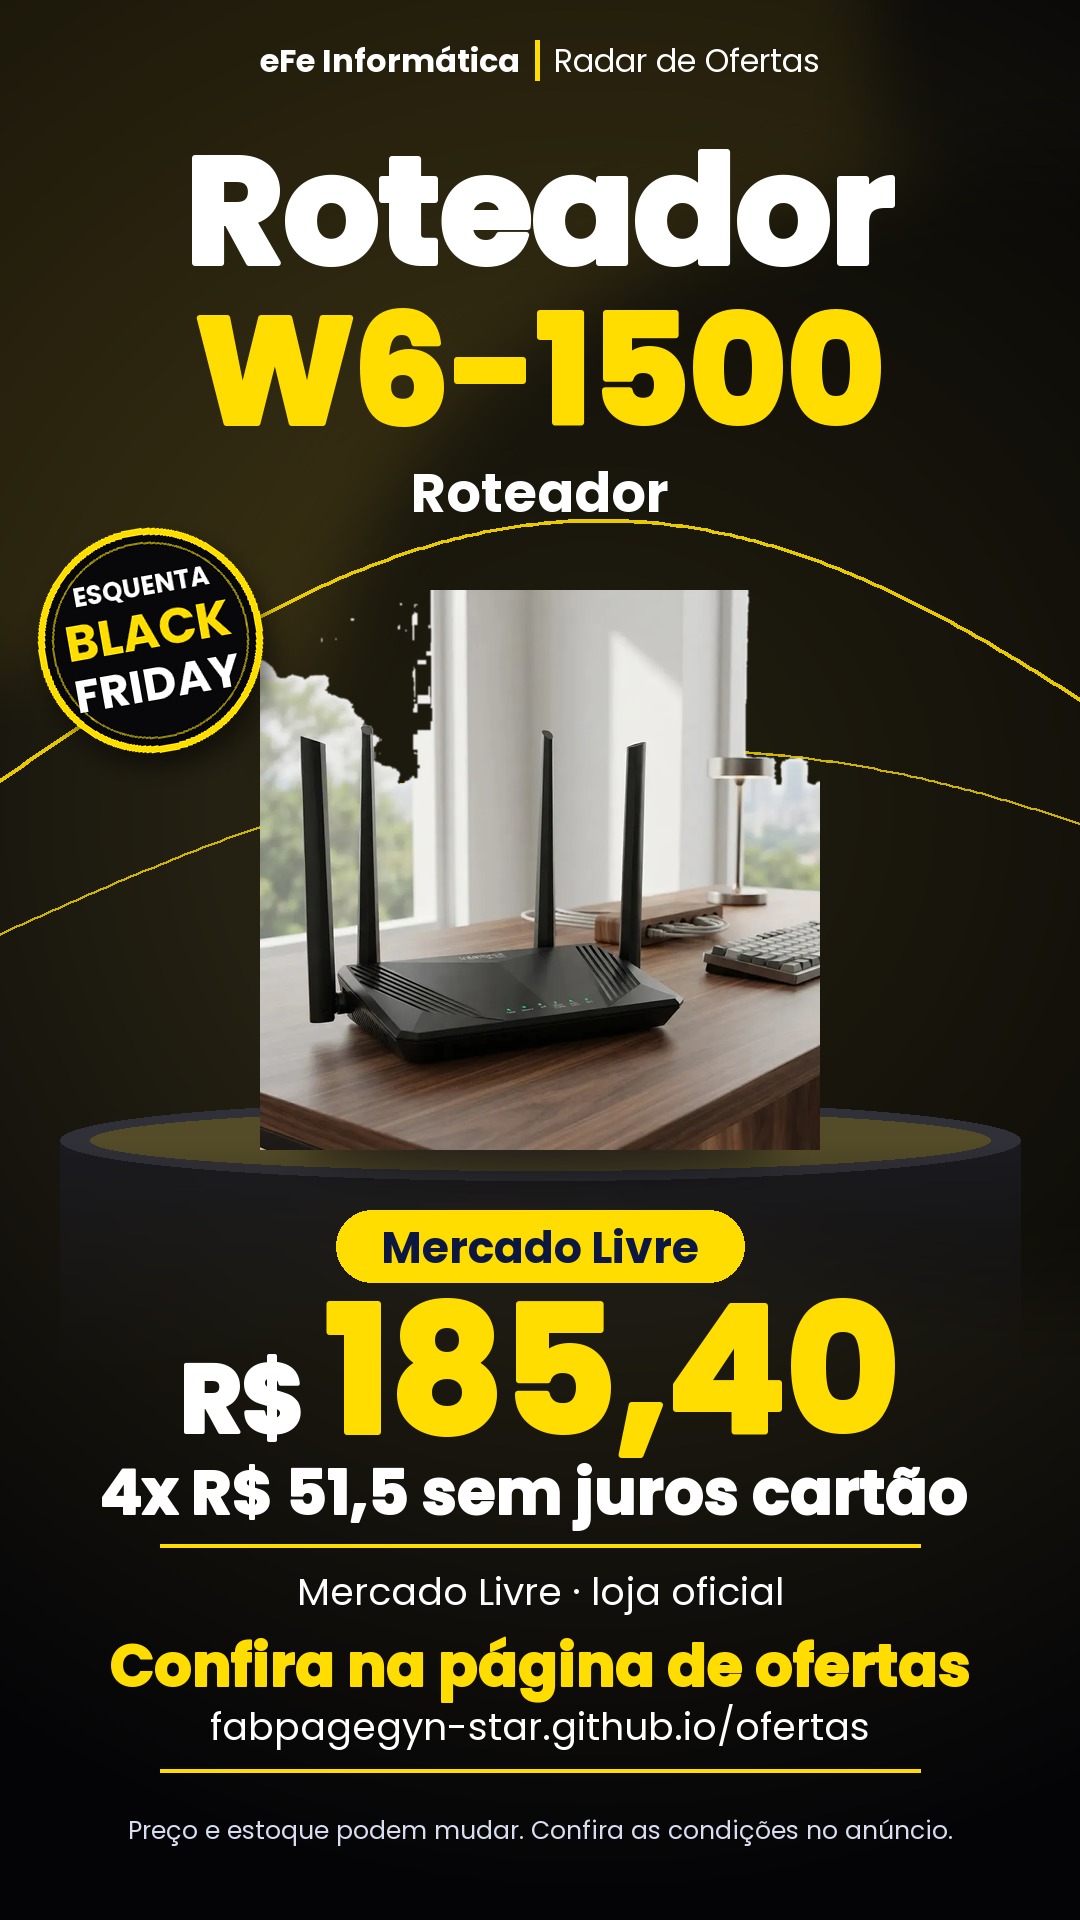 eFe Informática | Radar de Ofertas
Roteador
W6-1500
Roteador
ESQUENTA
BLACK
FRIDAY
Mercado Livre
R$ 185,40
4x R$ 51,5 sem juros cartão
Mercado Livre · loja oficial
Confira na página de ofertas
fabpagegyn-star.github.io/ofertas
Preço e estoque podem mudar. Confira as condições no anúncio.